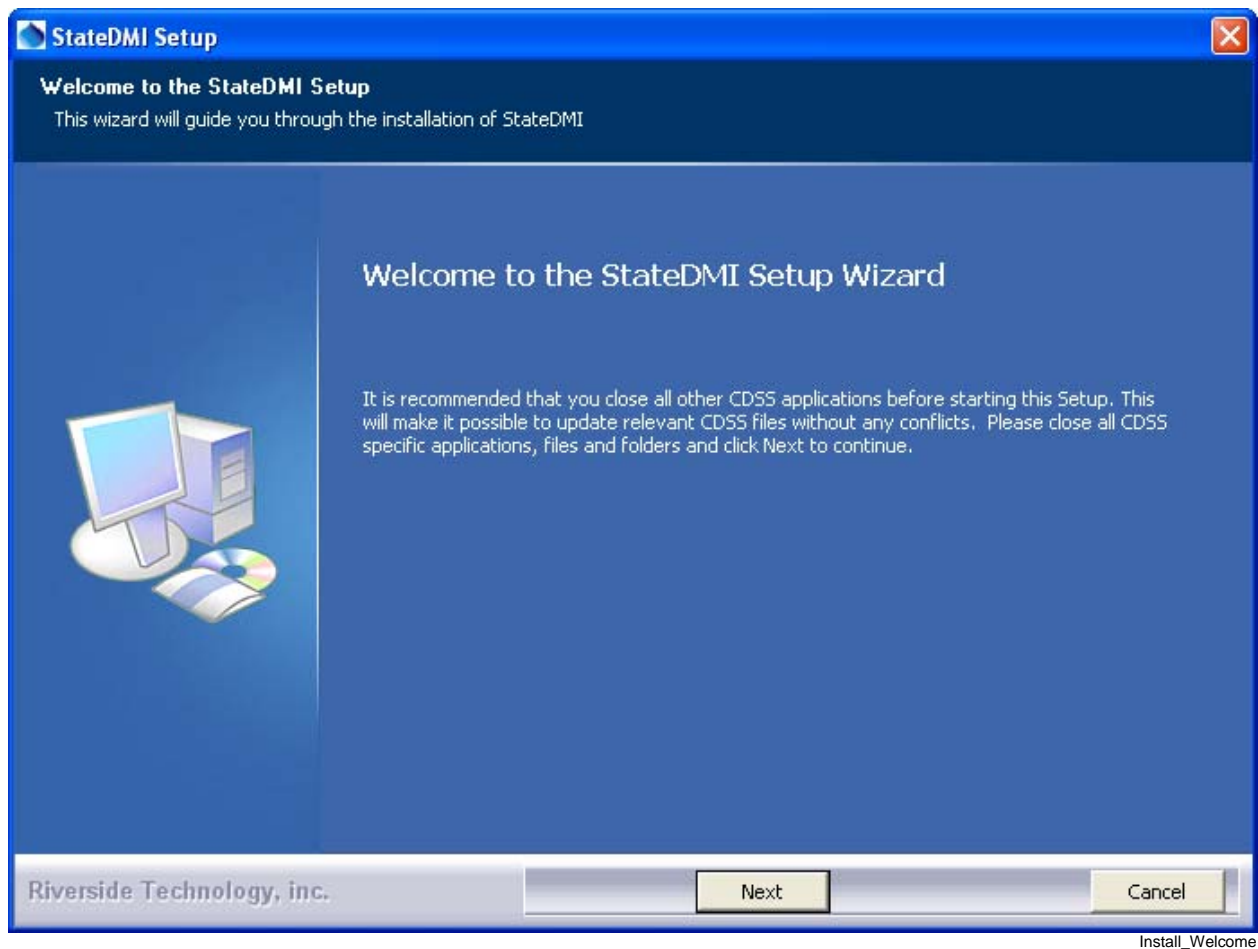 StateDMI Setup
Welcome to the StateDMI Setup
This wizard will guide you through the installation of StateDMI
Welcome to the StateDMI Setup Wizard
It is recommended that you close all other CDSS applications before starting this Setup. This
will make it possible to update relevant CDSS files without any conflicts. Please close all CDSS
specific applications, files and folders and click Next to continue.
Riverside Technology, inc.
Next
Cancel
Install_Welcome